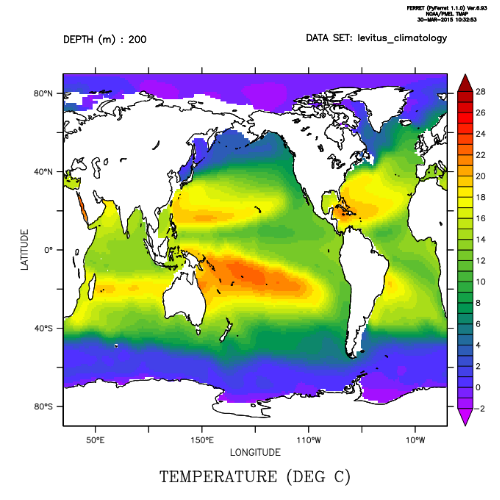 FERRET (PyFerret 1.1.0) Ver.6.93
NOAA/PMEL TMAP
30-MAR-2015 10:32:53
DEPTH (m) : 200
DATA SET: levitus_climatology
80°N
40°N
0°
40°S
80°S
LATITUDE
50°E
150°E
110°W
10°W
LONGITUDE
28
26
24
22
20
18
16
14
12
10
8
6
4
2
0
-2
TEMPERATURE (DEG C)